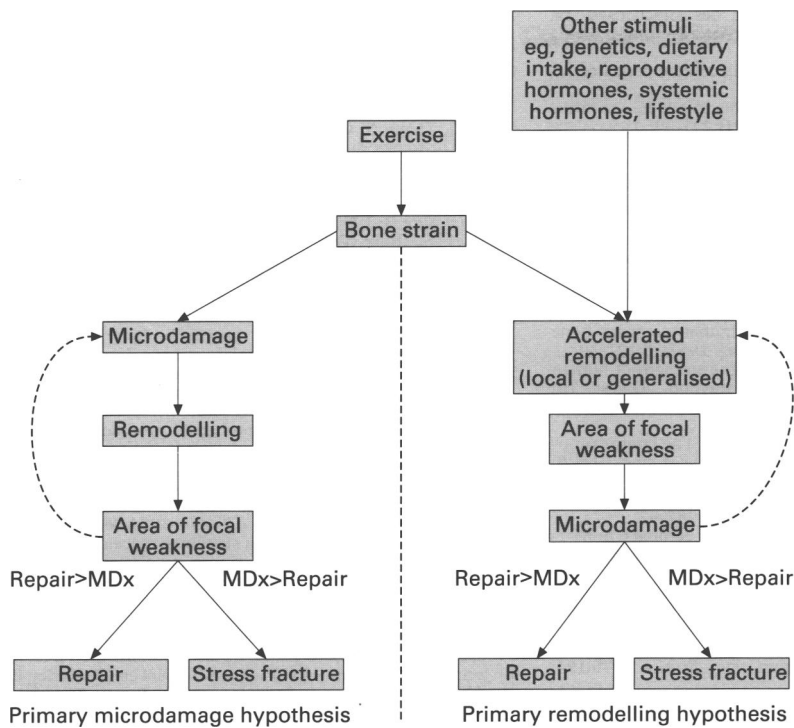 Other stimuli
eg, genetics, dietary
intake, reproductive
hormones, systemic
hormones, lifestyle
Exercise
Bone strain
Microdamage
Remodelling
Area of focal
weakness
Repair>MDx
MDx>Repair
Repair
Stress fracture
Primary microdamage hypothesis
Accelerated
remodelling
(local or generalised)
Area of focal
weakness
Microdamage
Repair>MDx
MDx>Repair
Repair
Stress fracture
Primary remodelling hypothesis